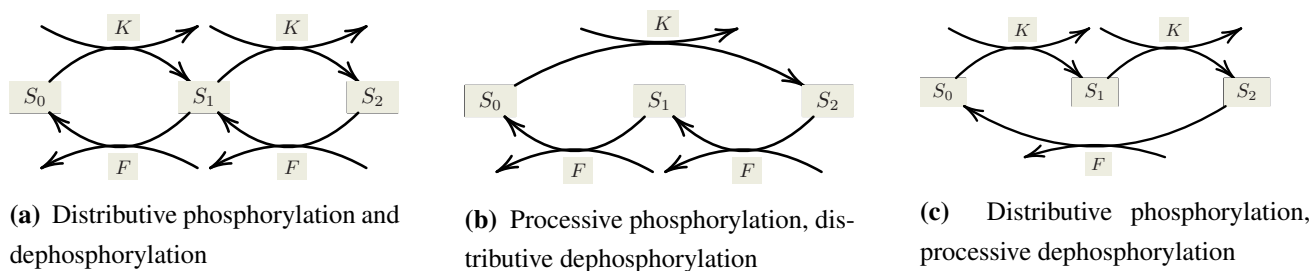 K K
S₀ S₁ S₂
F F
(a) Distributive phosphorylation and
dephosphorylation
K
S₀ S₁ S₂
F F
(b) Processive phosphorylation, dis-
tributive dephosphorylation
K K
S₀ S₁ S₂
F
(c) Distributive phosphorylation,
processive dephosphorylation